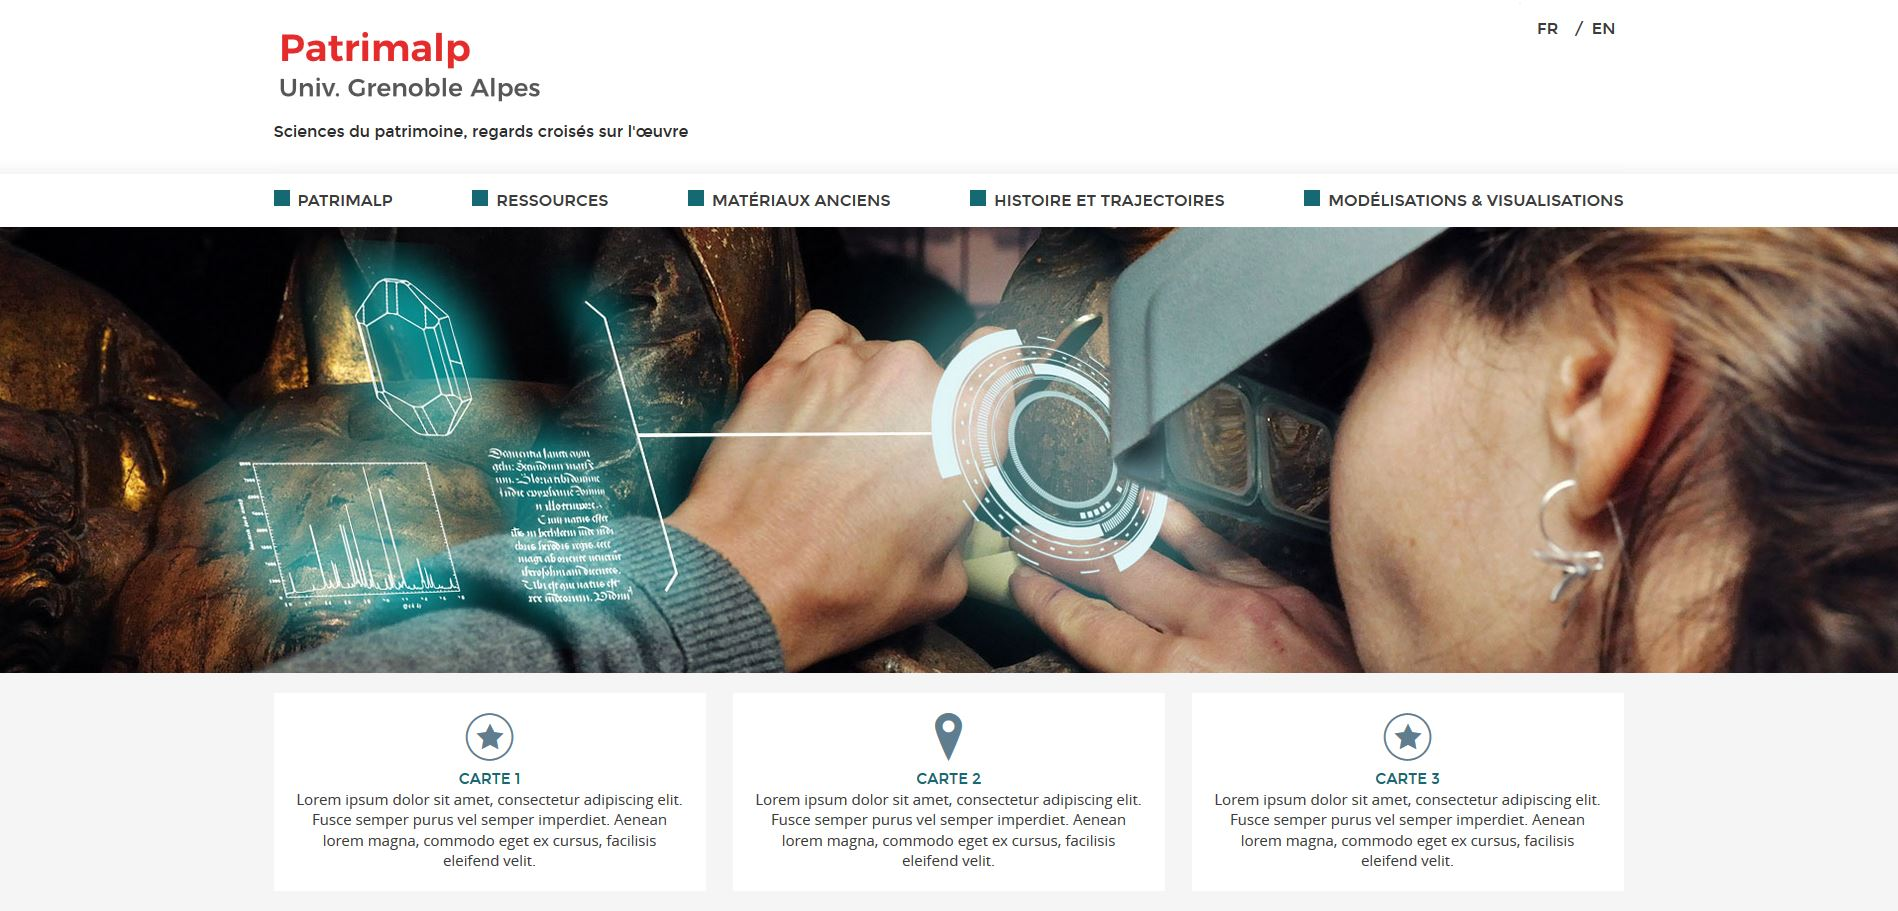 FR / EN
Patrimalp
Univ. Grenoble Alpes
Sciences du patrimoine, regards croisés sur l'œuvre
PATRIMALP
RESSOURCES
MATÉRIAUX ANCIENS
HISTOIRE ET TRAJECTOIRES
MODÉLISATIONS & VISUALISATIONS
CARTE 1
Lorem ipsum dolor sit amet, consectetur adipiscing elit.
Fusce semper purus vel semper imperdiet. Aenean
lorem magna, commodo eget ex cursus, facilisis
eleifend velit.
CARTE 2
Lorem ipsum dolor sit amet, consectetur adipiscing elit.
Fusce semper purus vel semper imperdiet. Aenean
lorem magna, commodo eget ex cursus, facilisis
eleifend velit.
CARTE 3
Lorem ipsum dolor sit amet, consectetur adipiscing elit.
Fusce semper purus vel semper imperdiet. Aenean
lorem magna, commodo eget ex cursus, facilisis
eleifend velit.